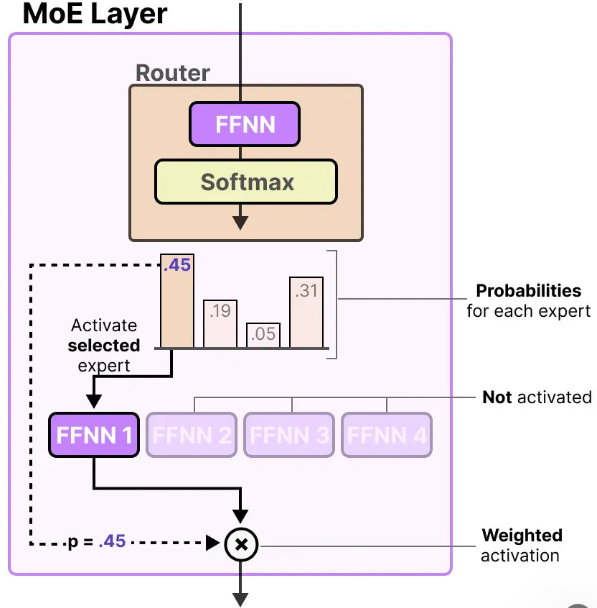 MoE Layer
Router
FFNN
Softmax
.45
.19
.05
.31
Probabilities
for each expert
Activate
selected
expert
Not activated
FFNN 1
FFNN 2
FFNN 3
FFNN 4
p = .45
Weighted
activation